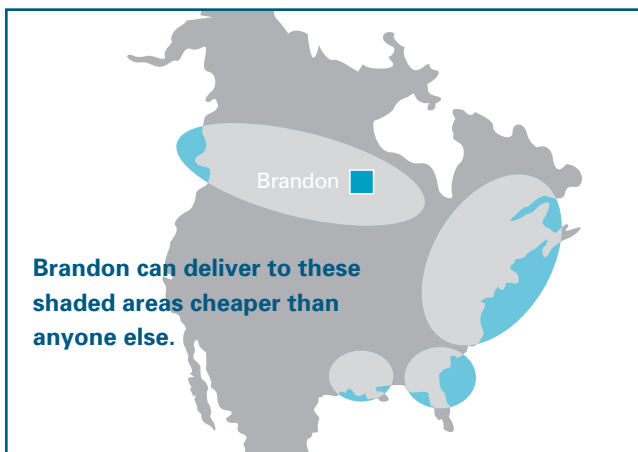 Brandon
Brandon can deliver to these
shaded areas cheaper than
anyone else.